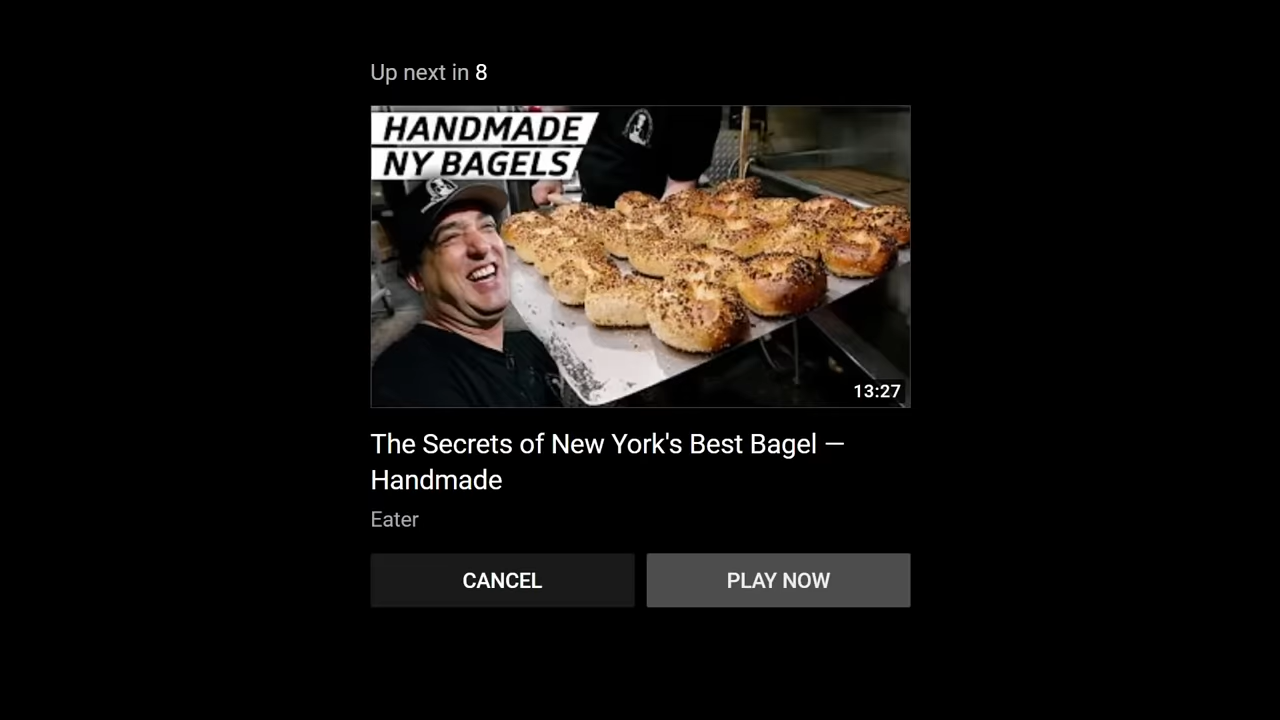 Up next in 8
HANDMADE
NY BAGELS
13:27
The Secrets of New York's Best Bagel —
Handmade
Eater
CANCEL
PLAY NOW